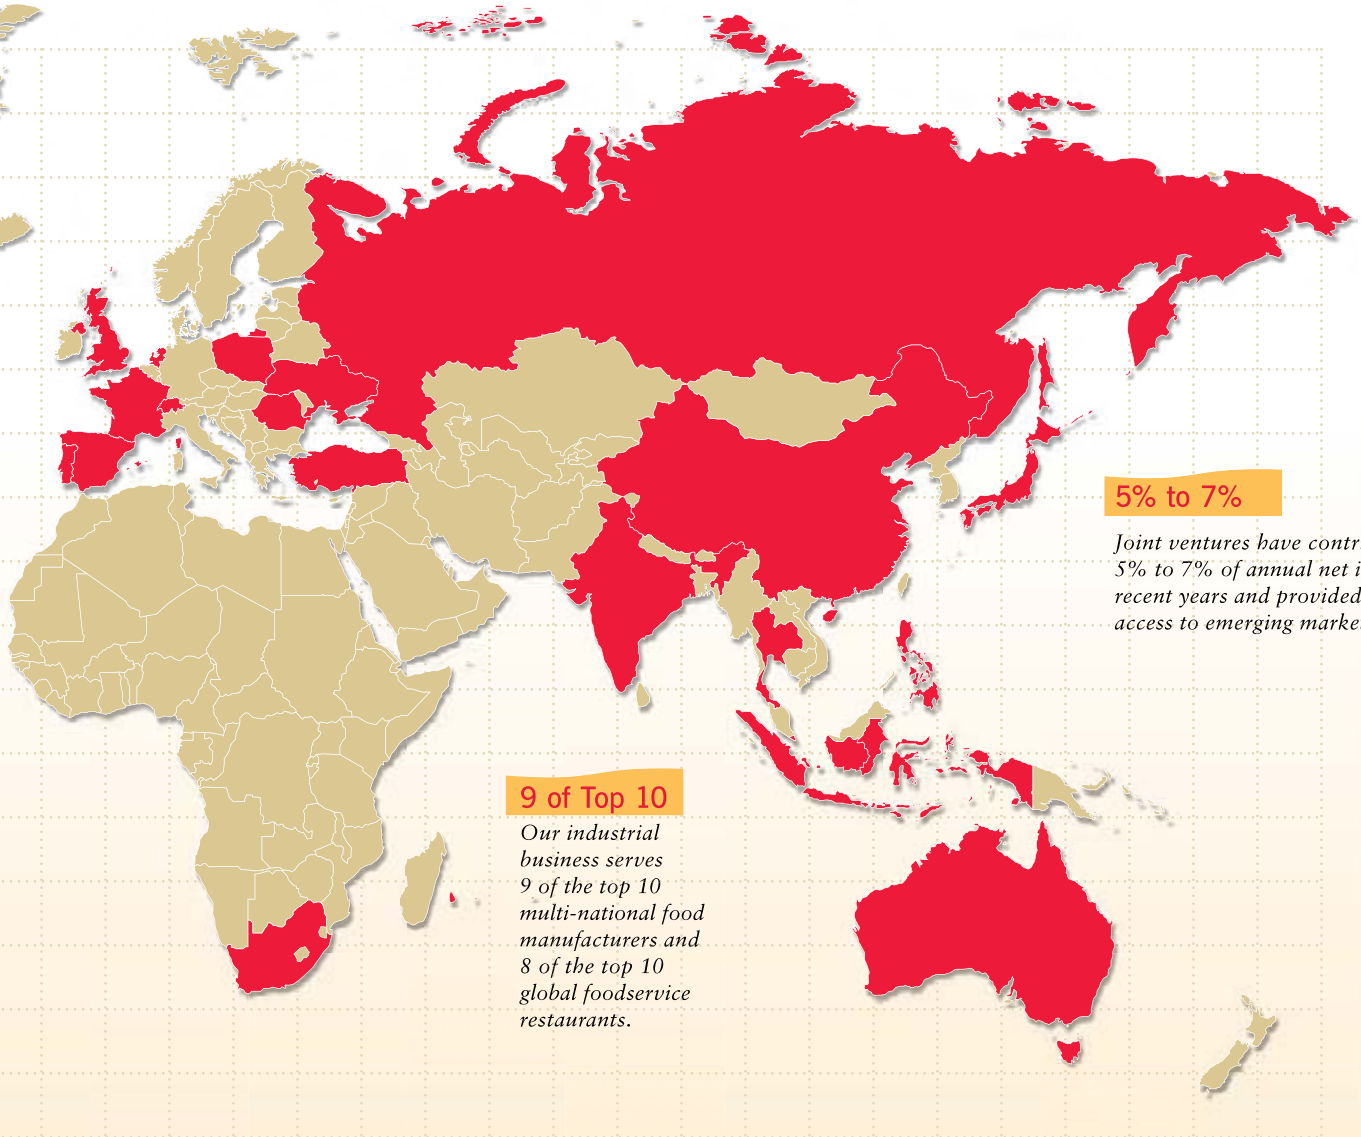 5% to 7%
Joint ventures have
5% to 7% of annual net
recent years and provided
access to emerging
9 of Top 10
Our industrial
business serves
9 of the top 10
multi-national food
manufacturers and
8 of the top 10
global foodservice
restaurants.